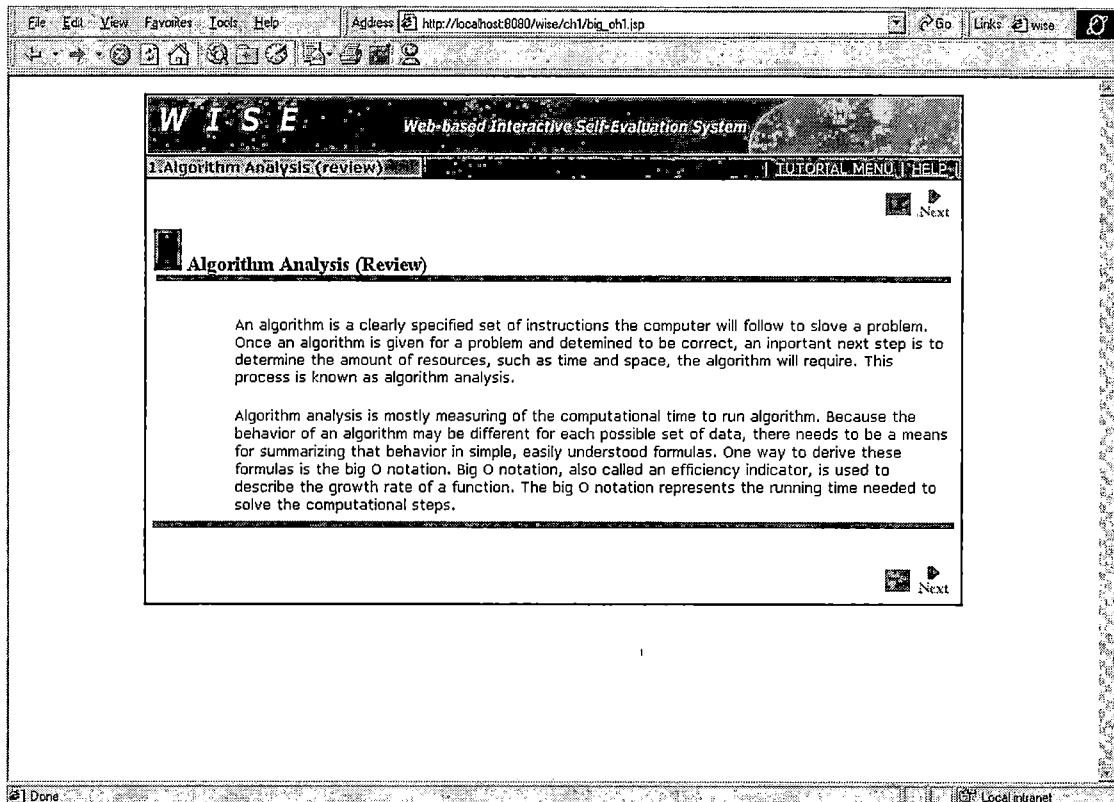 File Edit View Favorites Tools Help Address http://localhost:8080/wise/ch1/big_oh1.jsp Go Links wise
W I S E Web-based Interactive Self-Evaluation System
1.Algorithm Analysis (review) | TUTORIAL MENU | HELP |
Next
Algorithm Analysis (Review)
An algorithm is a clearly specified set of instructions the computer will follow to slove a problem.
Once an algorithm is given for a problem and detemined to be correct, an inportant next step is to
determine the amount of resources, such as time and space, the algorithm will require. This
process is known as algorithm analysis.
Algorithm analysis is mostly measuring of the computational time to run algorithm. Because the
behavior of an algorithm may be different for each possible set of data, there needs to be a means
for summarizing that behavior in simple, easily understood formulas. One way to derive these
formulas is the big O notation. Big O notation, also called an efficiency indicator, is used to
describe the growth rate of a function. The big O notation represents the running time needed to
solve the computational steps.
Next
Done Local intranet